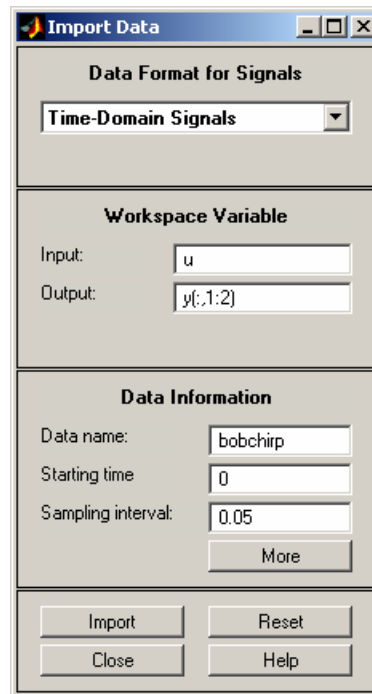 Import Data
Data Format for Signals
Time-Domain Signals
Workspace Variable
Input: u
Output: y(:,1:2)
Data Information
Data name: bobchirp
Starting time 0
Sampling interval: 0.05
More
Import Reset
Close Help